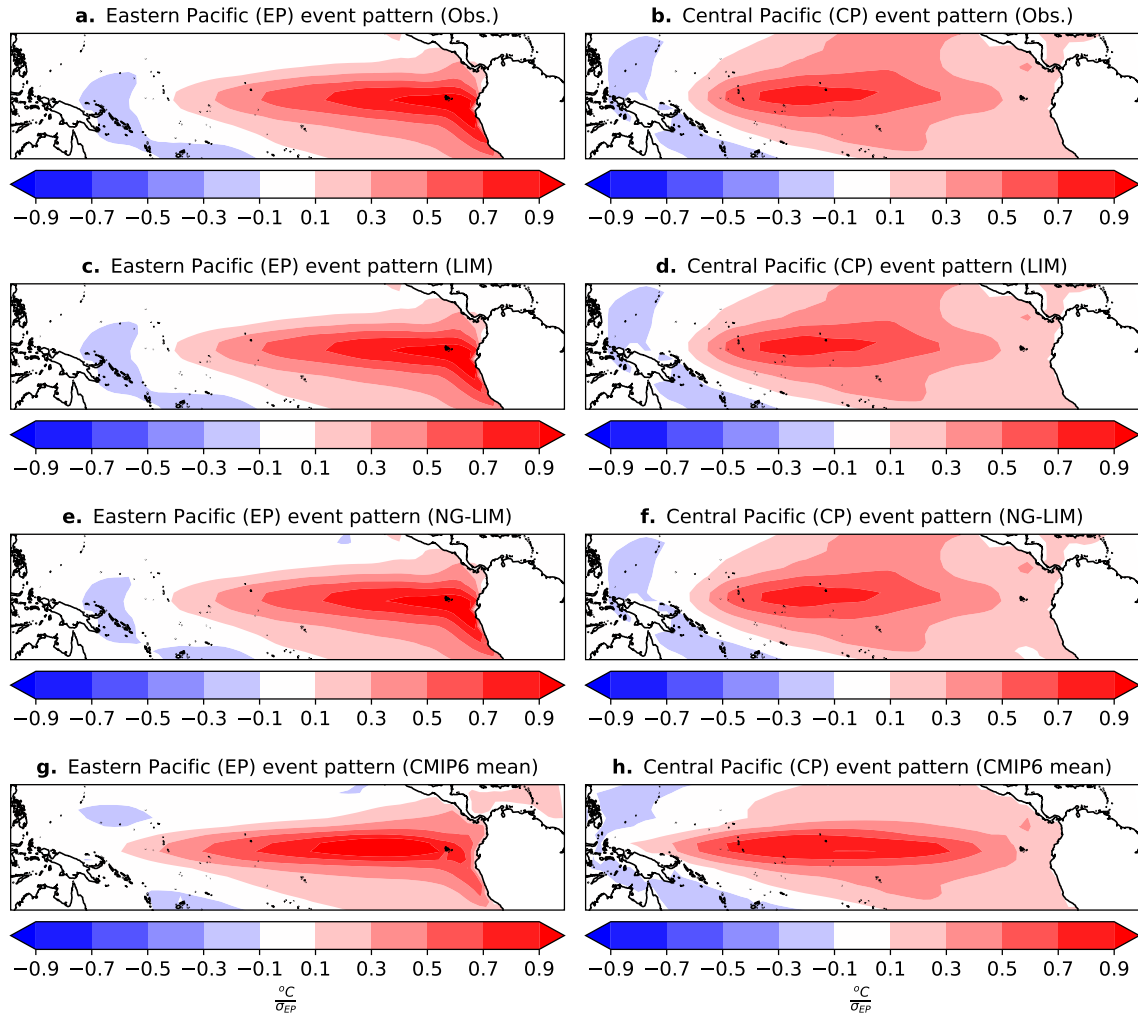 a. Eastern Pacific (EP) event pattern (Obs.)
b. Central Pacific (CP) event pattern (Obs.)
−0.9 −0.7 −0.5 −0.3 −0.1 0.1 0.3 0.5 0.7 0.9
−0.9 −0.7 −0.5 −0.3 −0.1 0.1 0.3 0.5 0.7 0.9
c. Eastern Pacific (EP) event pattern (LIM)
d. Central Pacific (CP) event pattern (LIM)
−0.9 −0.7 −0.5 −0.3 −0.1 0.1 0.3 0.5 0.7 0.9
−0.9 −0.7 −0.5 −0.3 −0.1 0.1 0.3 0.5 0.7 0.9
e. Eastern Pacific (EP) event pattern (NG-LIM)
f. Central Pacific (CP) event pattern (NG-LIM)
−0.9 −0.7 −0.5 −0.3 −0.1 0.1 0.3 0.5 0.7 0.9
−0.9 −0.7 −0.5 −0.3 −0.1 0.1 0.3 0.5 0.7 0.9
g. Eastern Pacific (EP) event pattern (CMIP6 mean)
h. Central Pacific (CP) event pattern (CMIP6 mean)
−0.9 −0.7 −0.5 −0.3 −0.1 0.1 0.3 0.5 0.7 0.9
−0.9 −0.7 −0.5 −0.3 −0.1 0.1 0.3 0.5 0.7 0.9
°C
σEP
°C
σEP